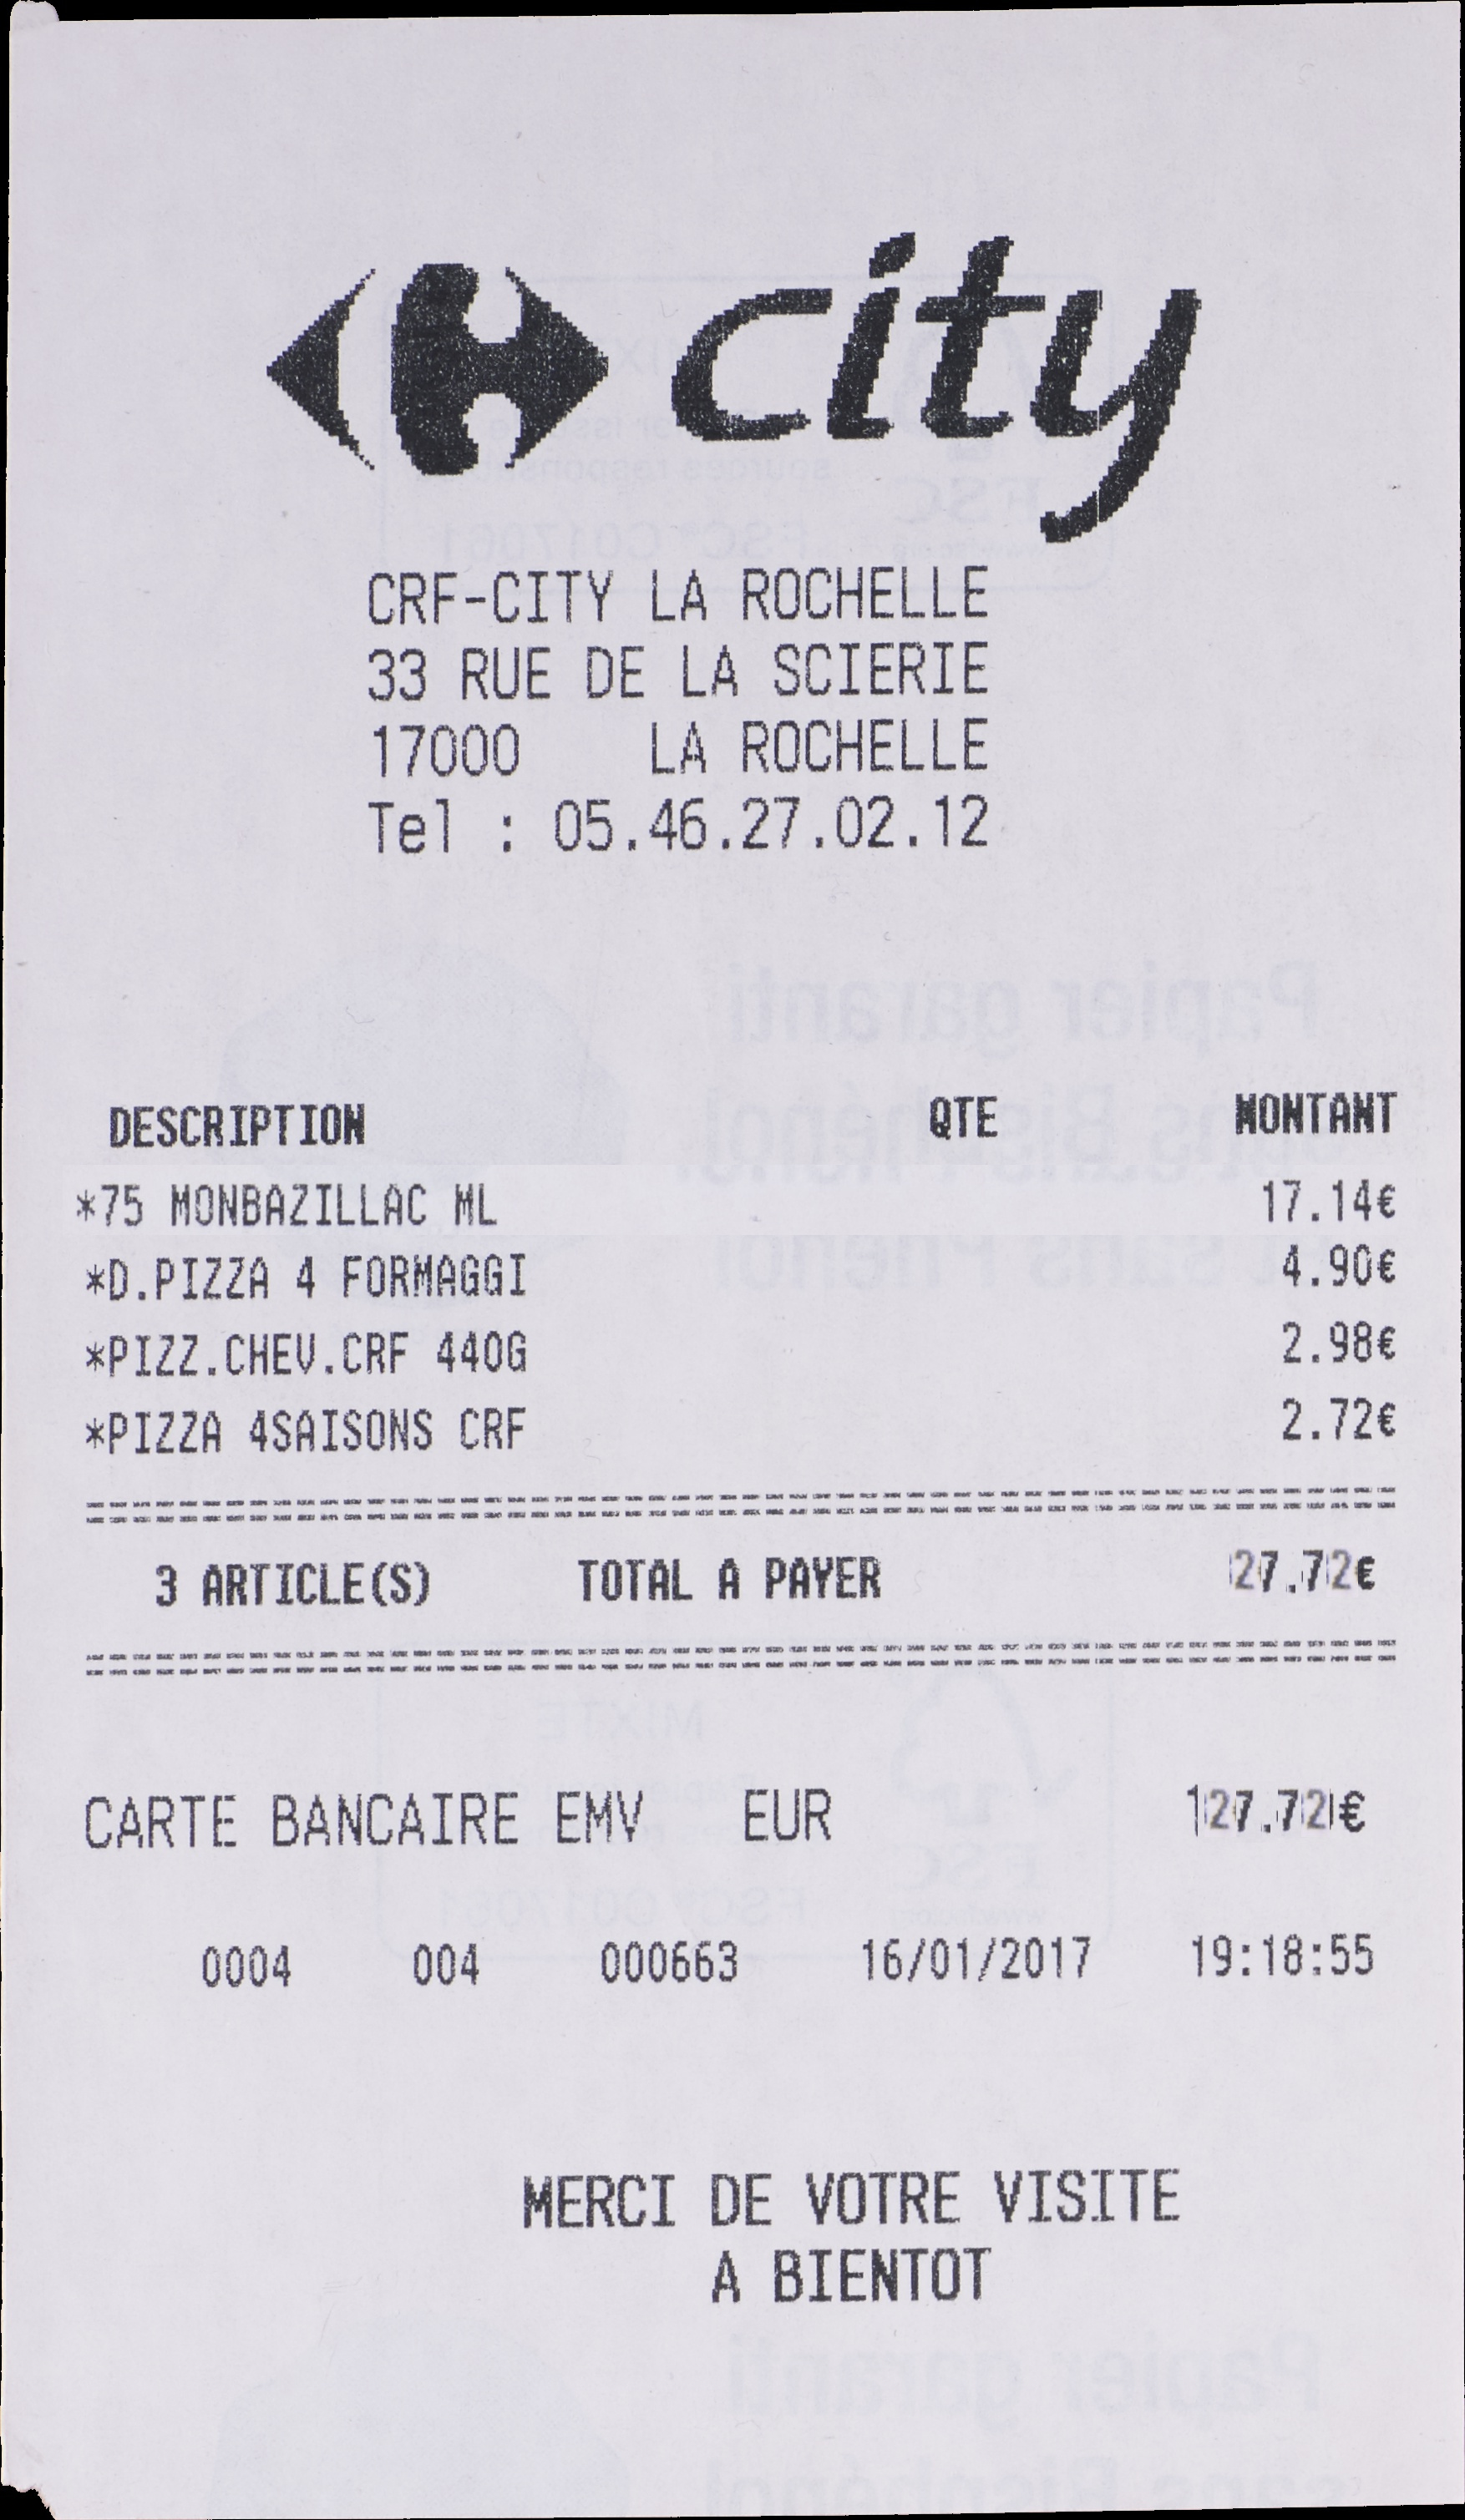 city
CRF-CITY LA ROCHELLE
33 RUE DE LA SCIERIE
17000 LA ROCHELLE
Tel : 05.46.27.02.12
DESCRIPTION QTE MONTANT
*75 MONBAZILLAC ML 17.14€
*D.PIZZA 4 FORMAGGI 4.90€
*PIZZ.CHEV.CRF 440G 2.98€
*PIZZA 4SAISONS CRF 2.72€
3 ARTICLE(S) TOTAL A PAYER 27.72€
CARTE BANCAIRE EMV EUR 27.72€
0004 004 000663 16/01/2017 19:18:55
MERCI DE VOTRE VISITE
A BIENTOT